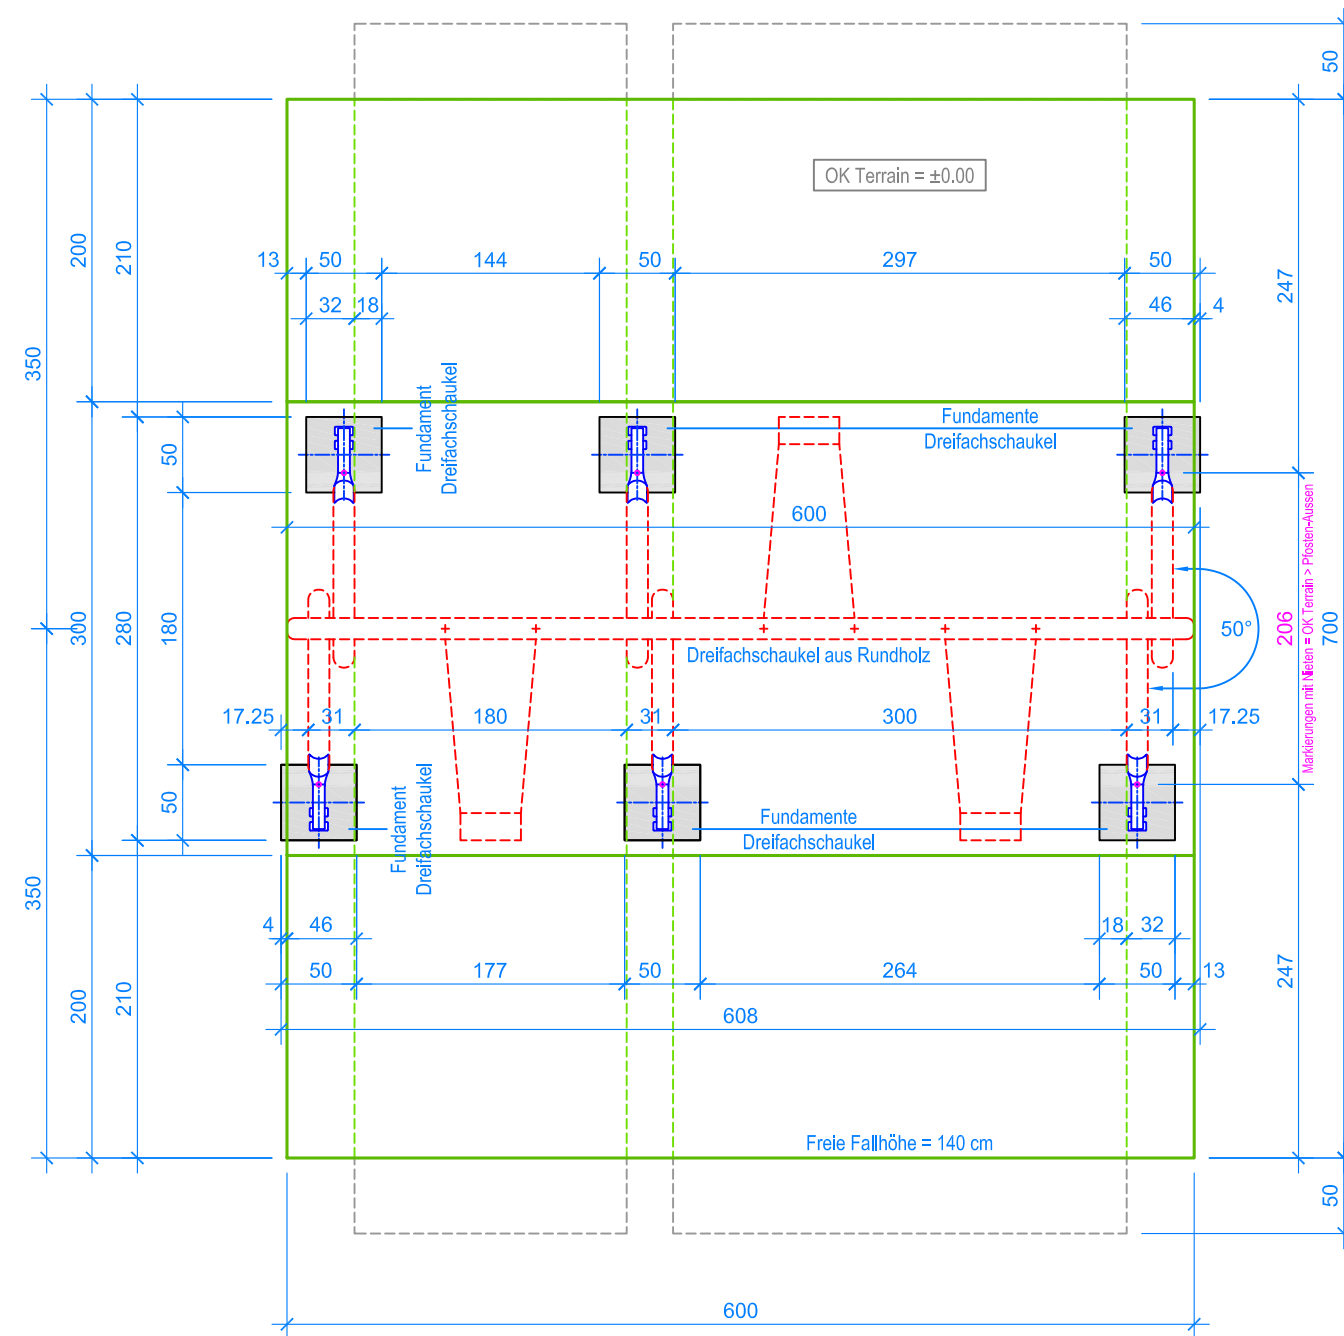 50
OK Terrain = ±0.00
13 50 144 50 297 50
32 18 46 4
200
210
247
350
Fundament
Dreifachschaukel
Fundamente
Dreifachschaukel
50
600
300
280
180
50°
206
Markierungen mit Nieten = OK Terrain > Pfosten-Aussen
700
Dreifachschaukel aus Rundholz
17.25 31 180 31 300 31 17.25
50
Fundament
Dreifachschaukel
Fundamente
Dreifachschaukel
350
4 46 18 32
50 177 50 264 50 13
200
210
247
608
Freie Fallhöhe = 140 cm
50
600